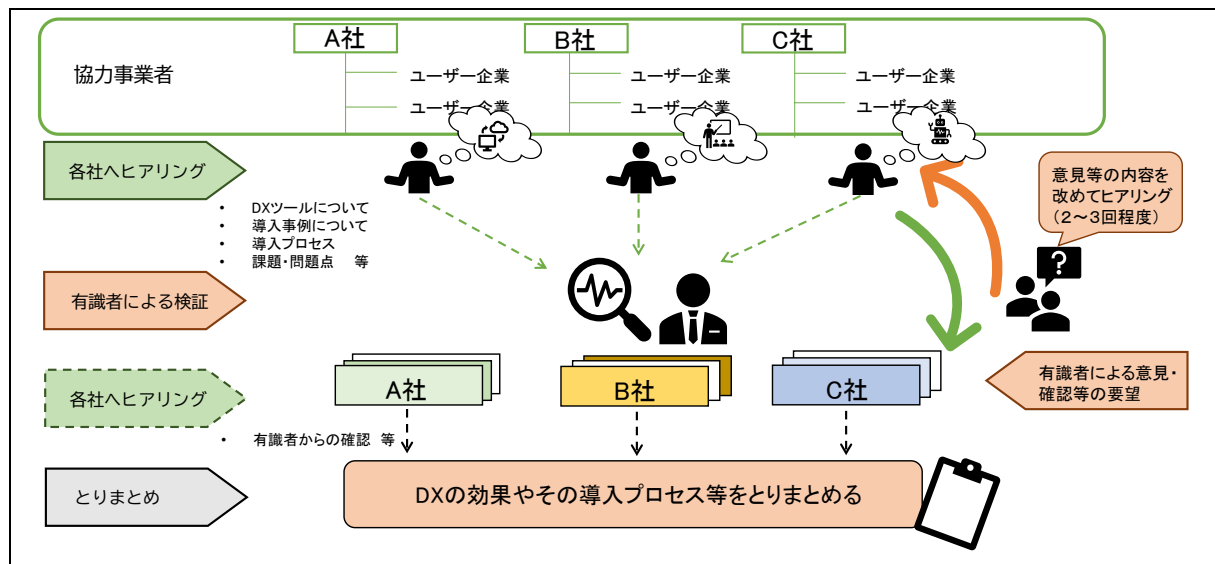 A社
B社
C社
協力事業者
ユーザー企業
ユーザー企業
ユーザー企業
ユーザー企業
ユーザー企業
ユーザー企業
各社へヒアリング
意見等の内容を
改めてヒアリング
（2～3回程度）
・ DXツールについて
・ 導入事例について
・ 導入プロセス
・ 課題・問題点 等
有識者による検証
A社
B社
C社
各社へヒアリング
有識者による意見・
確認等の要望
・ 有識者からの確認 等
とりまとめ
DXの効果やその導入プロセス等をとりまとめる